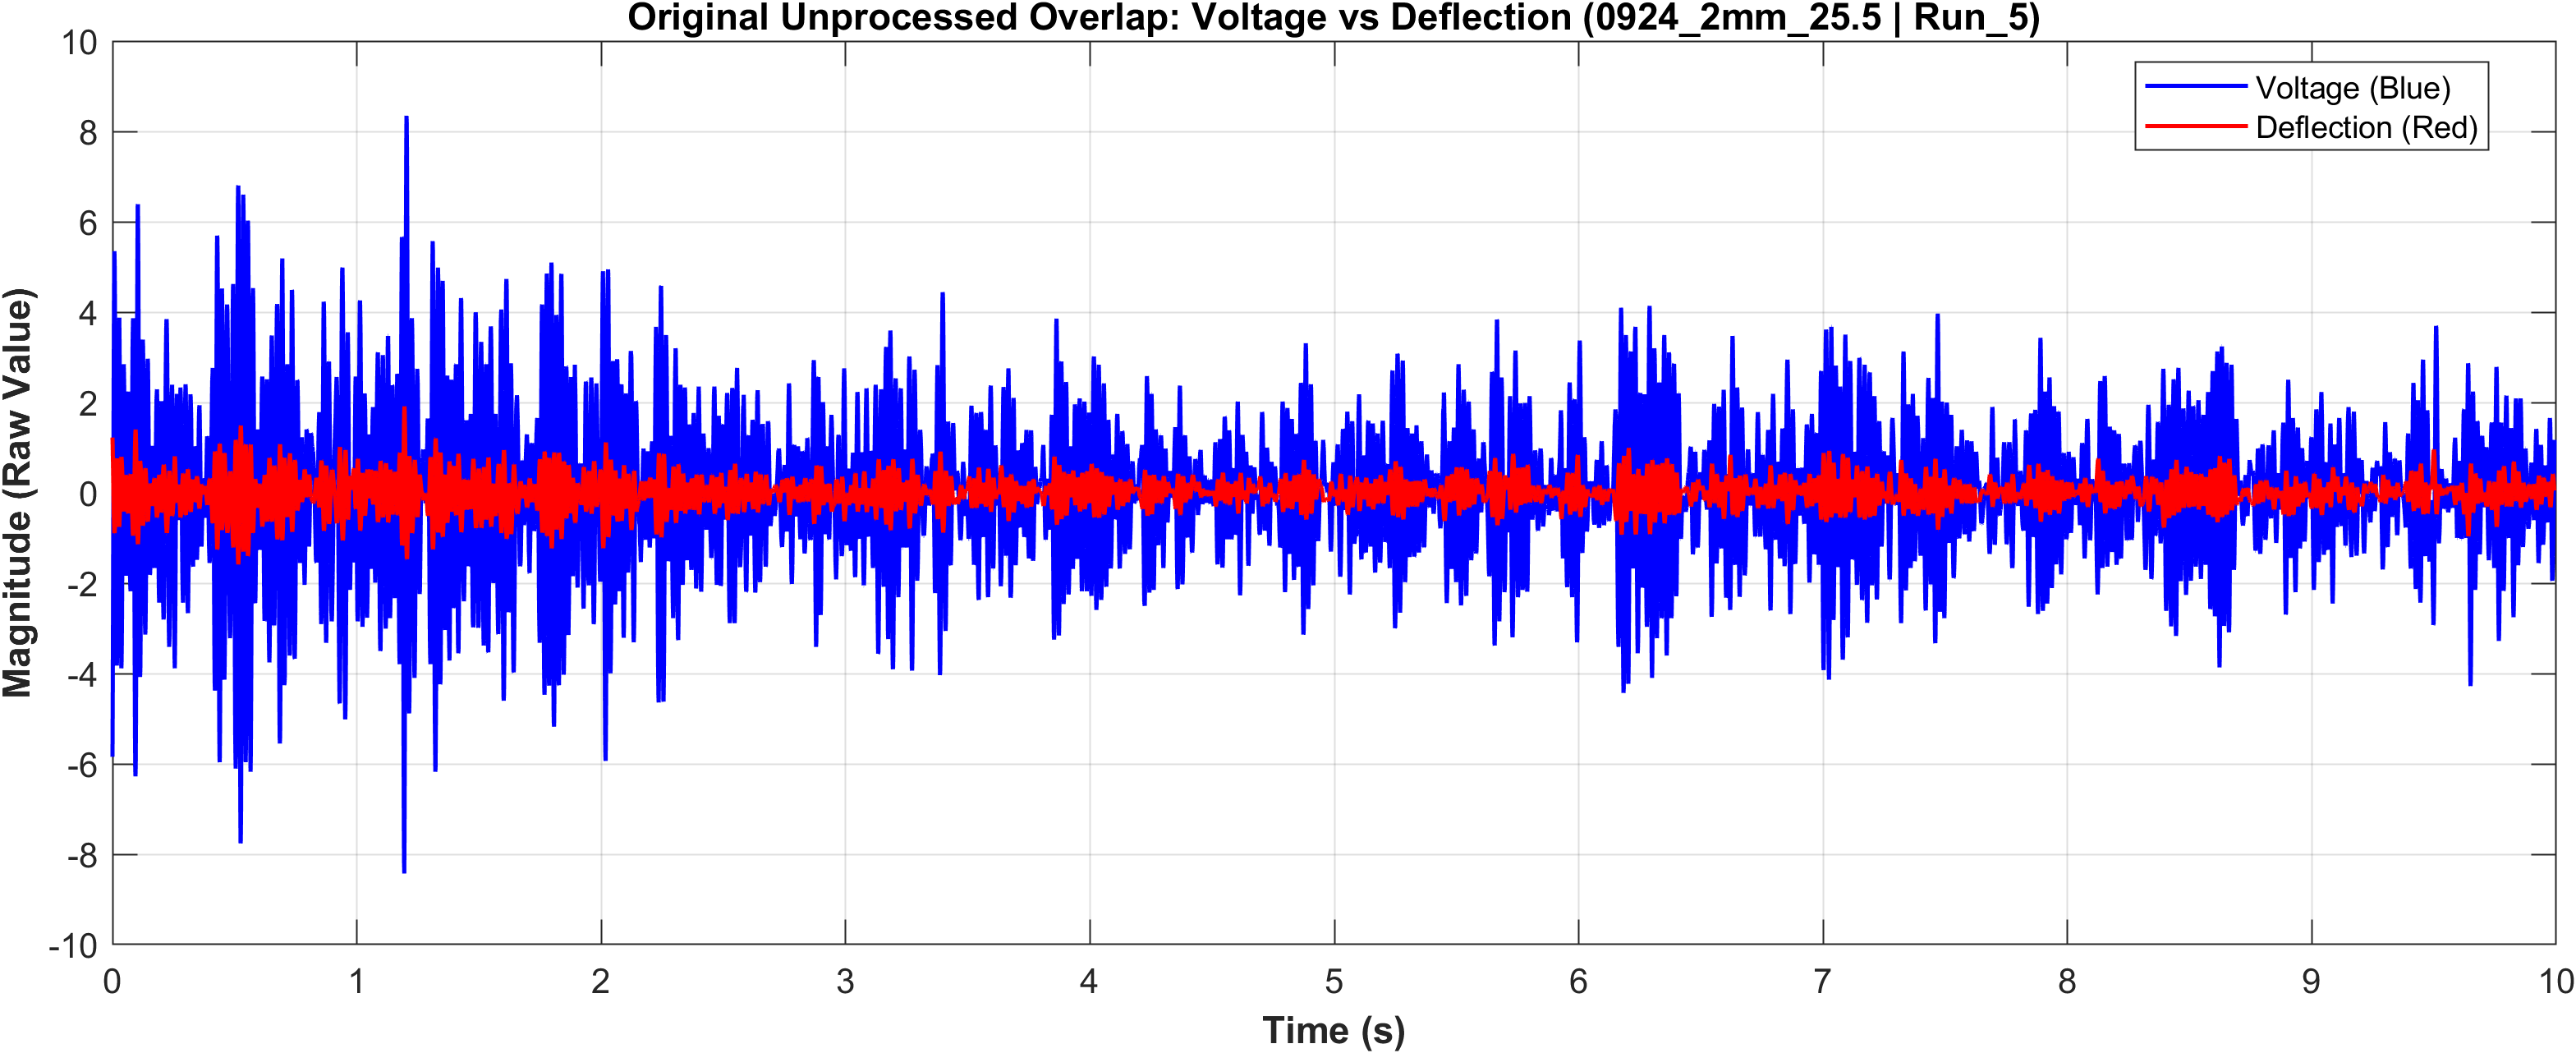 Original Unprocessed Overlap: Voltage vs Deflection (0924_2mm_25.5 | Run_5)
Voltage (Blue)
Deflection (Red)
Magnitude (Raw Value)
10
8
6
4
2
0
-2
-4
-6
-8
-10
0 1 2 3 4 5 6 7 8 9 10
Time (s)